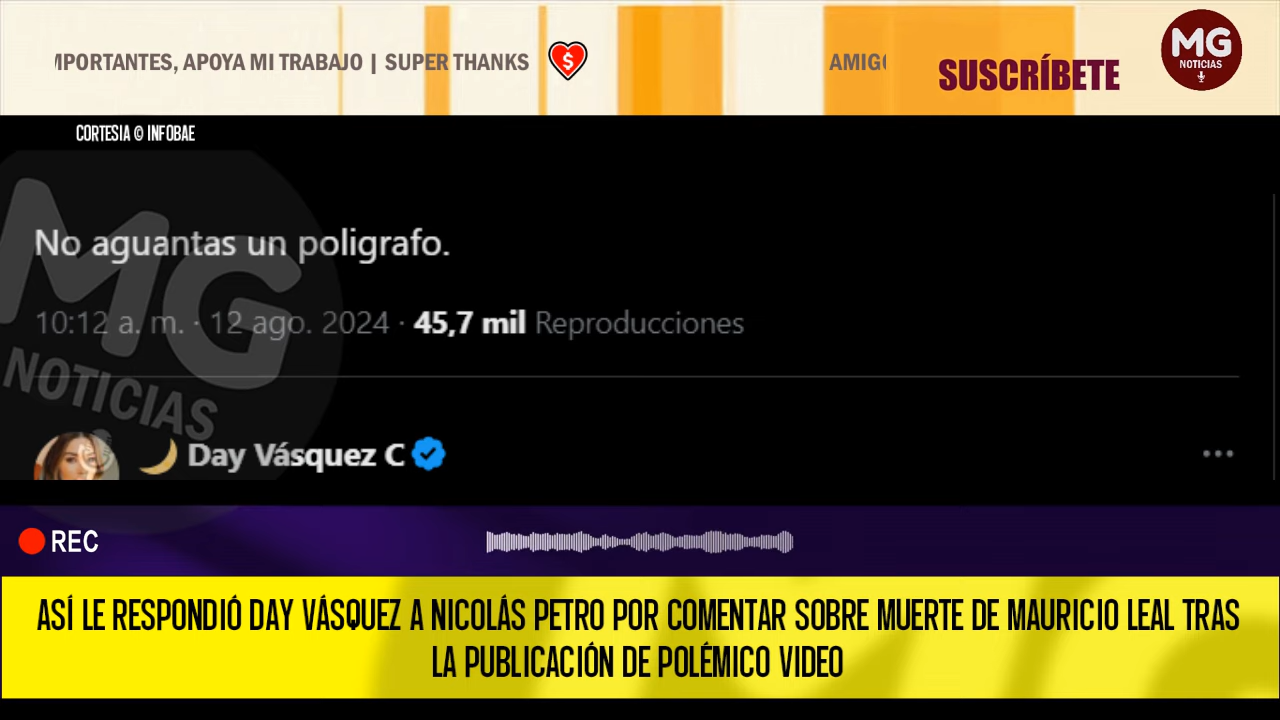 MPORTANTES, APOYA MI TRABAJO | SUPER THANKS
$
AMIG
SUSCRÍBETE
MG
NOTICIAS
CORTESIA © INFOBAE
MG
NOTICIAS
No aguantas un poligrafo.
10:12 a. m. · 12 ago. 2024 · 45,7 mil Reproducciones
Day Vásquez C
REC
ASÍ LE RESPONDIÓ DAY VÁSQUEZ A NICOLÁS PETRO POR COMENTAR SOBRE MUERTE DE MAURICIO LEAL TRAS
LA PUBLICACIÓN DE POLÉMICO VIDEO